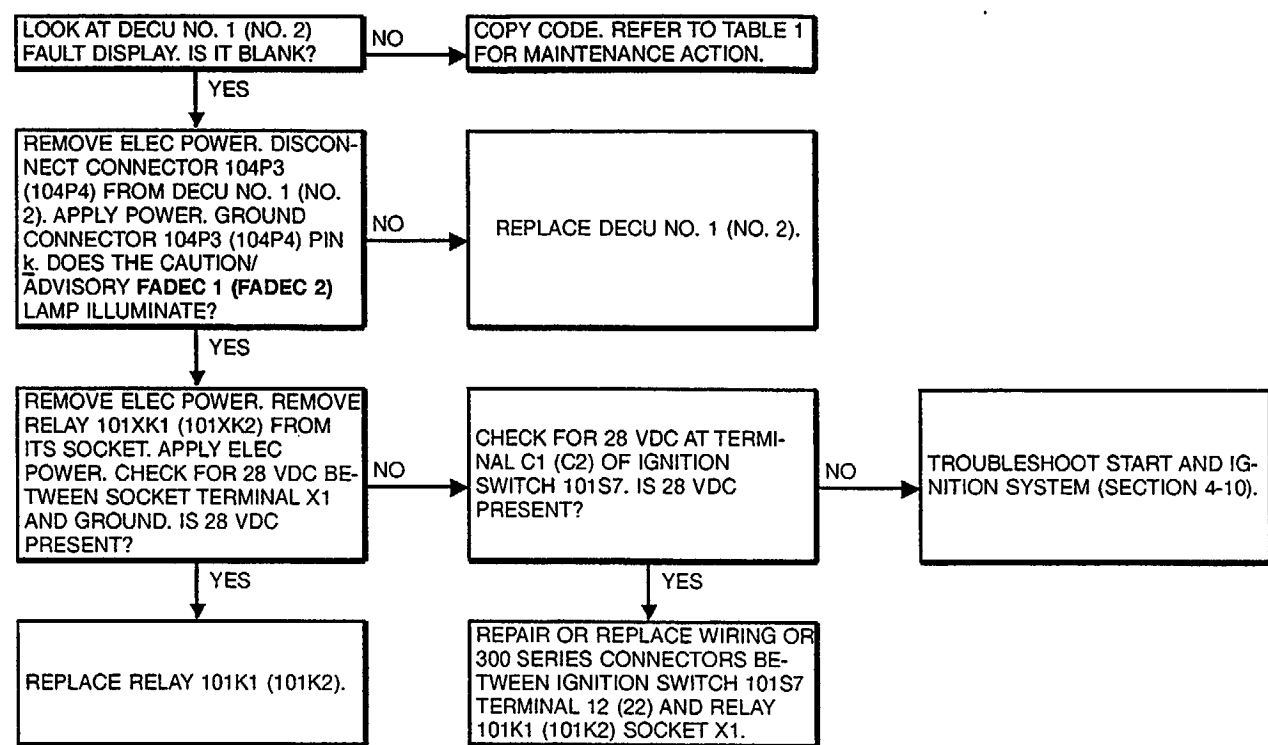 LOOK AT DECU NO. 1 (NO. 2)
FAULT DISPLAY. IS IT BLANK?
NO
COPY CODE. REFER TO TABLE 1
FOR MAINTENANCE ACTION.
YES
REMOVE ELEC POWER. DISCON-
NECT CONNECTOR 104P3
(104P4) FROM DECU NO. 1 (NO.
2). APPLY POWER. GROUND
CONNECTOR 104P3 (104P4) PIN
k. DOES THE CAUTION/
ADVISORY FADEC 1 (FADEC 2)
LAMP ILLUMINATE?
NO
REPLACE DECU NO. 1 (NO. 2).
YES
REMOVE ELEC POWER. REMOVE
RELAY 101XK1 (101XK2) FROM
ITS SOCKET. APPLY ELEC
POWER. CHECK FOR 28 VDC BE-
TWEEN SOCKET TERMINAL X1
AND GROUND. IS 28 VDC
PRESENT?
NO
CHECK FOR 28 VDC AT TERMI-
NAL C1 (C2) OF IGNITION
SWITCH 101S7. IS 28 VDC
PRESENT?
NO
TROUBLESHOOT START AND IG-
NITION SYSTEM (SECTION 4-10).
YES
YES
REPLACE RELAY 101K1 (101K2).
REPAIR OR REPLACE WIRING OR
300 SERIES CONNECTORS BE-
TWEEN IGNITION SWITCH 101S7
TERMINAL 12 (22) AND RELAY
101K1 (101K2) SOCKET X1.